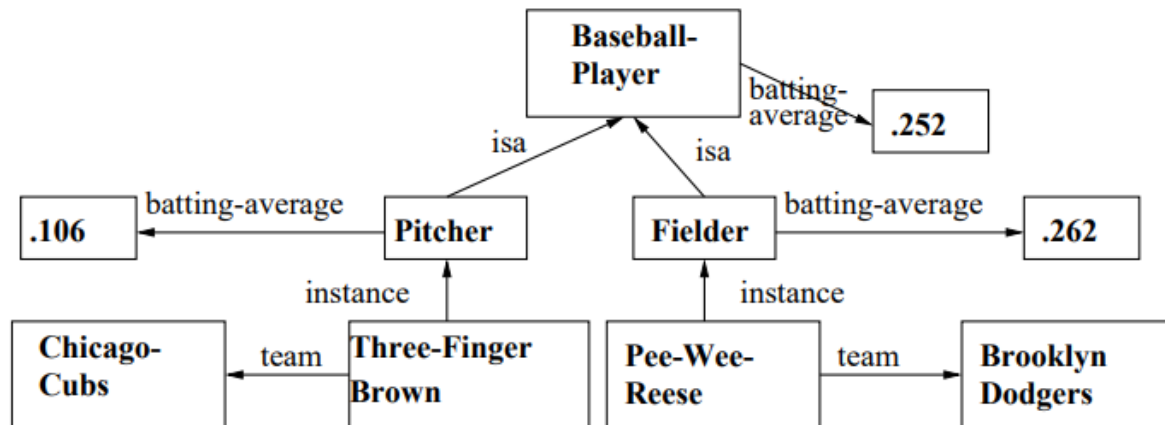 Baseball-
Player
batting-
average
.252
isa
isa
.106
batting-average
Pitcher
Fielder
batting-average
.262
instance
instance
Chicago-
Cubs
team
Three-Finger
Brown
Pee-Wee-
Reese
team
Brooklyn
Dodgers